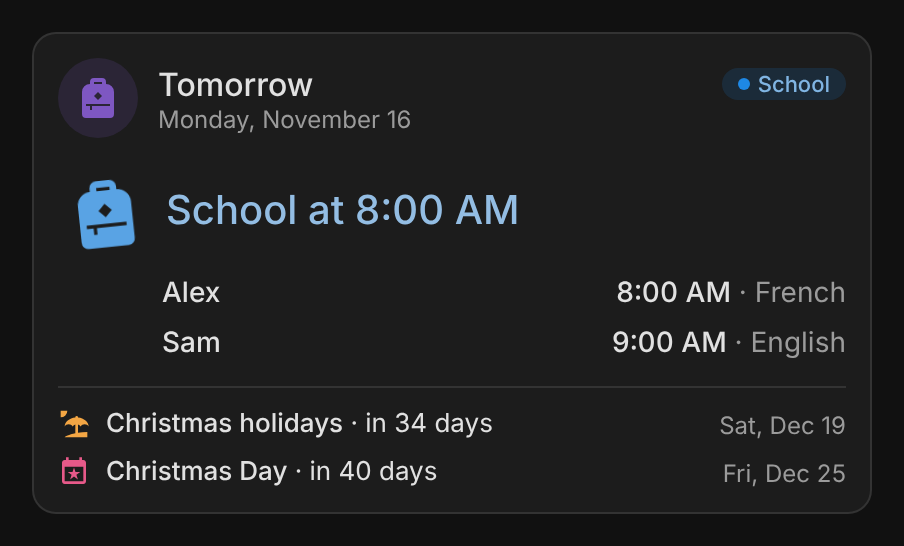 Tomorrow
School
Monday, November 16
School at 8:00 AM
Alex 8:00 AM · French
Sam 9:00 AM · English
Christmas holidays · in 34 days Sat, Dec 19
Christmas Day · in 40 days Fri, Dec 25